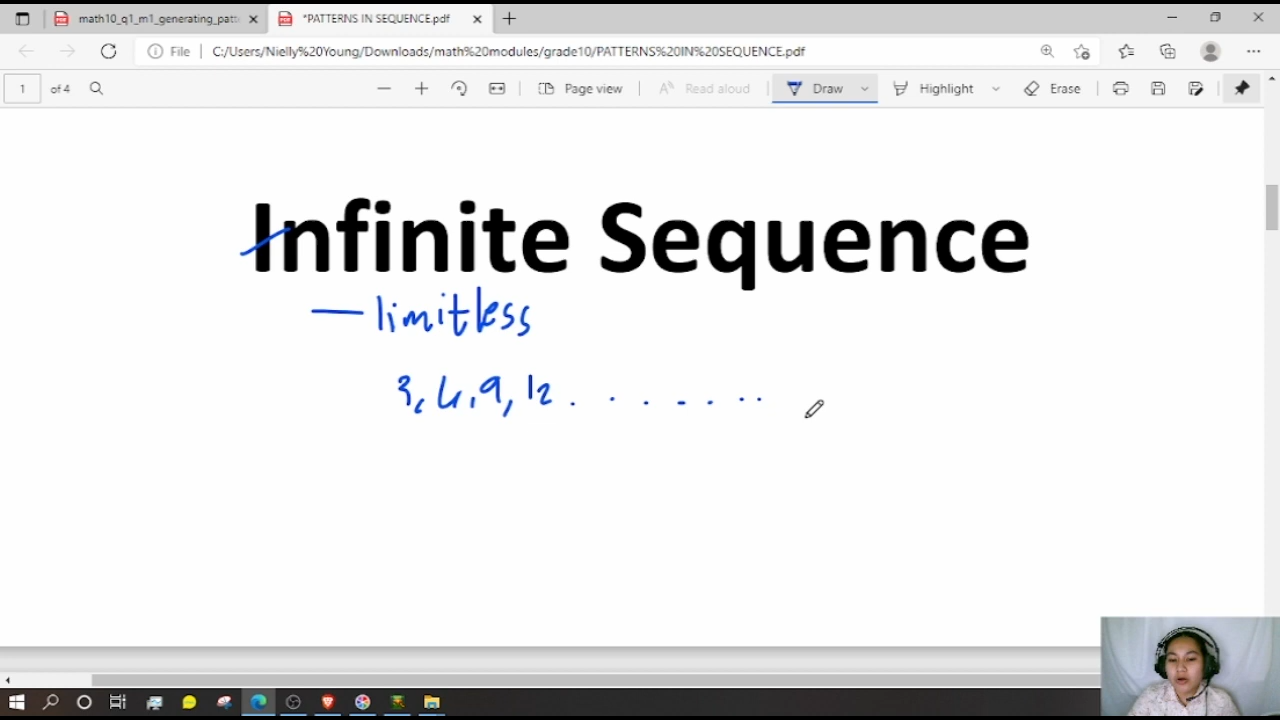 math10_q1_m1_generating_patt
*PATTERNS IN SEQUENCE.pdf
File
C:/Users/Nielly%20Young/Downloads/math%20modules/grade10/PATTERNS%20IN%20SEQUENCE.pdf
1 of 4
Page view
Read aloud
Draw
Highlight
Erase
Infinite Sequence
— limitless
3, 6, 9, 12 . . . . . . .